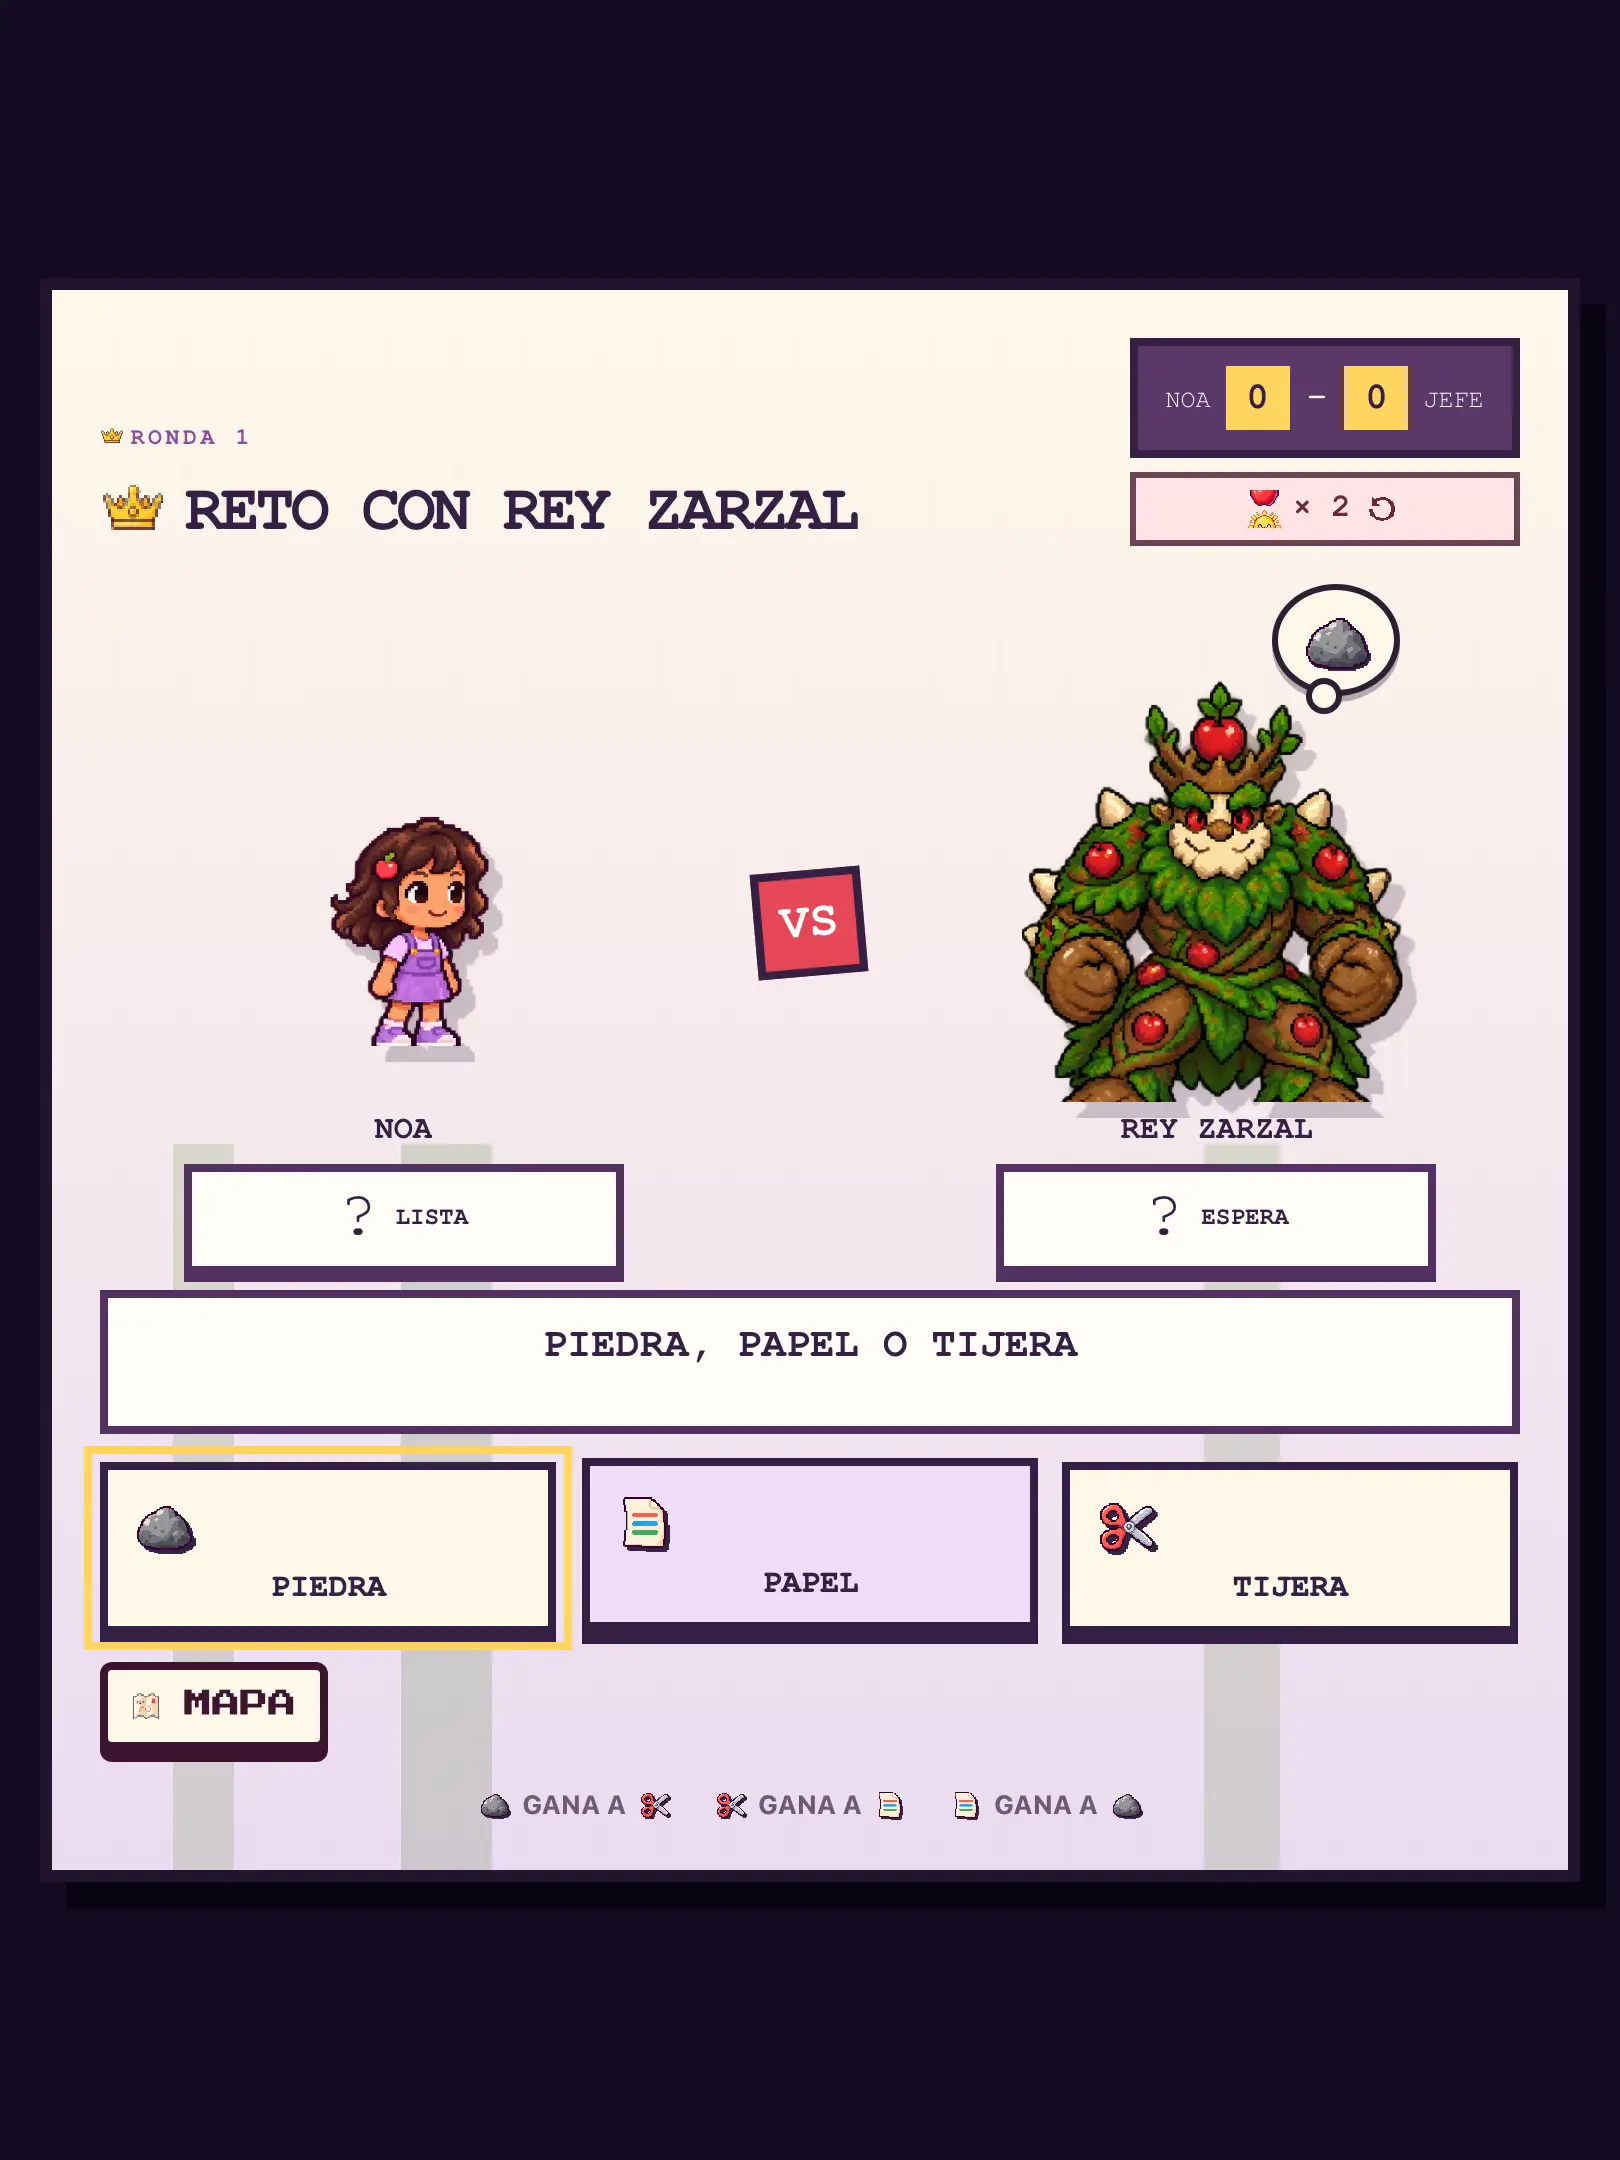 NOA 0 – 0 JEFE
RONDA 1
RETO CON REY ZARZAL
× 2
VS
NOA
REY ZARZAL
? LISTA
? ESPERA
PIEDRA, PAPEL O TIJERA
PIEDRA
PAPEL
TIJERA
MAPA
GANA A GANA A GANA A